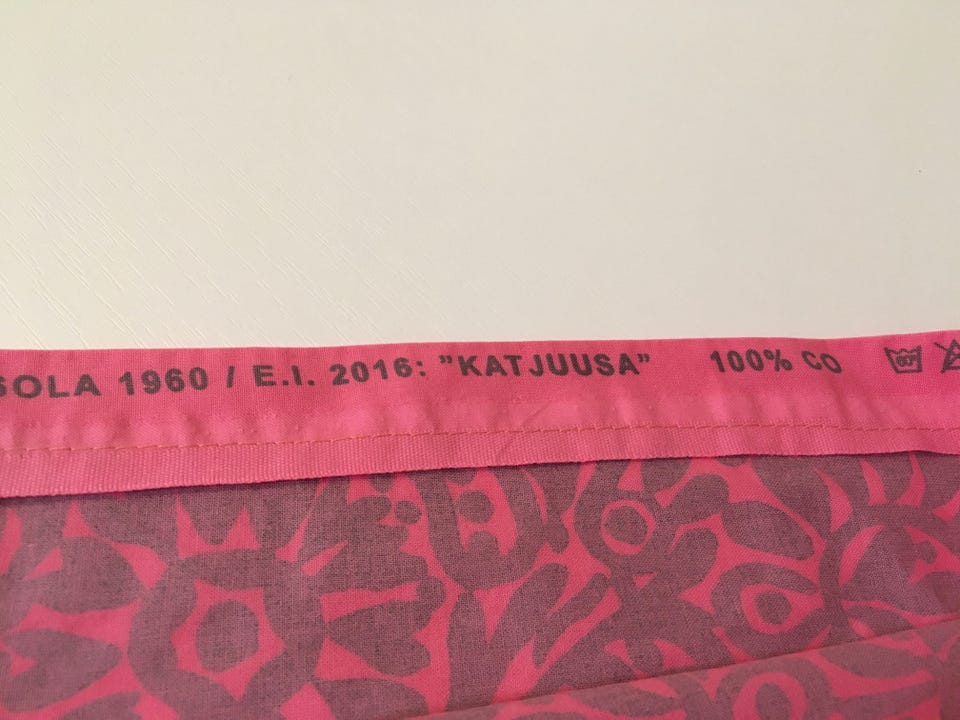 SOLA 1960 / E.I. 2016: ”KATJUUSA” 100% CO